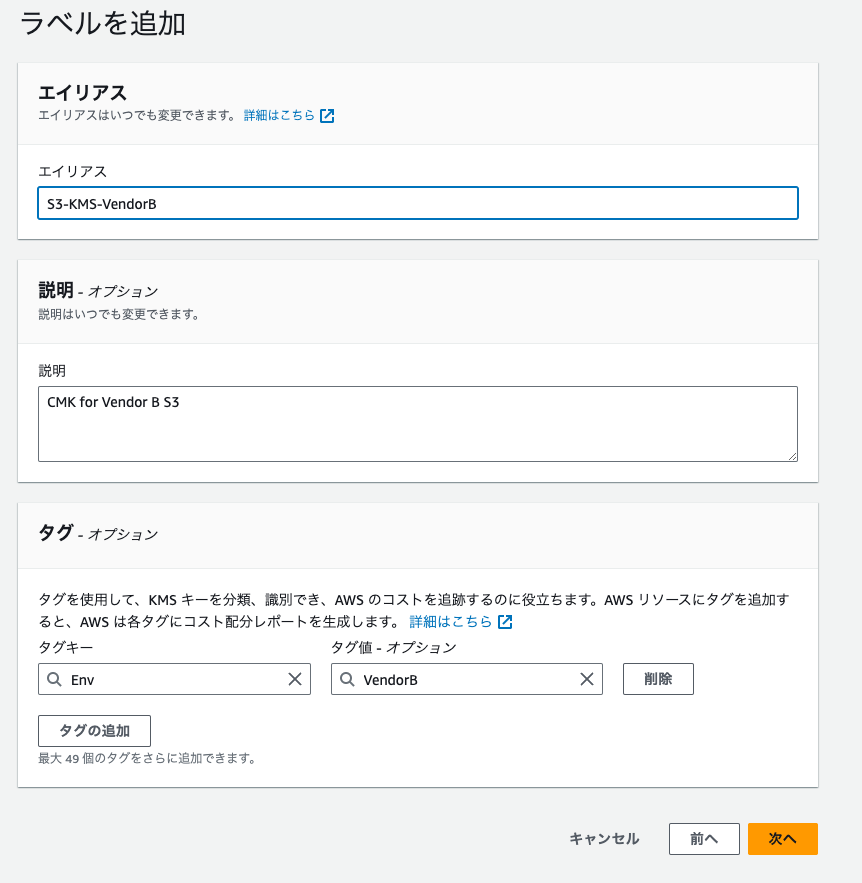 ラベルを追加
エイリアス
エイリアスはいつでも変更できます。 詳細はこちら
エイリアス
S3-KMS-VendorB
説明 - オプション
説明はいつでも変更できます。
説明
CMK for Vendor B S3
タグ - オプション
タグを使用して、KMS キーを分類、識別でき、AWS のコストを追跡するのに役立ちます。AWS リソースにタグを追加す
ると、AWS は各タグにコスト配分レポートを生成します。 詳細はこちら
タグキー タグ値 - オプション
Env VendorB 削除
タグの追加
最大 49 個のタグをさらに追加できます。
キャンセル 前へ 次へ